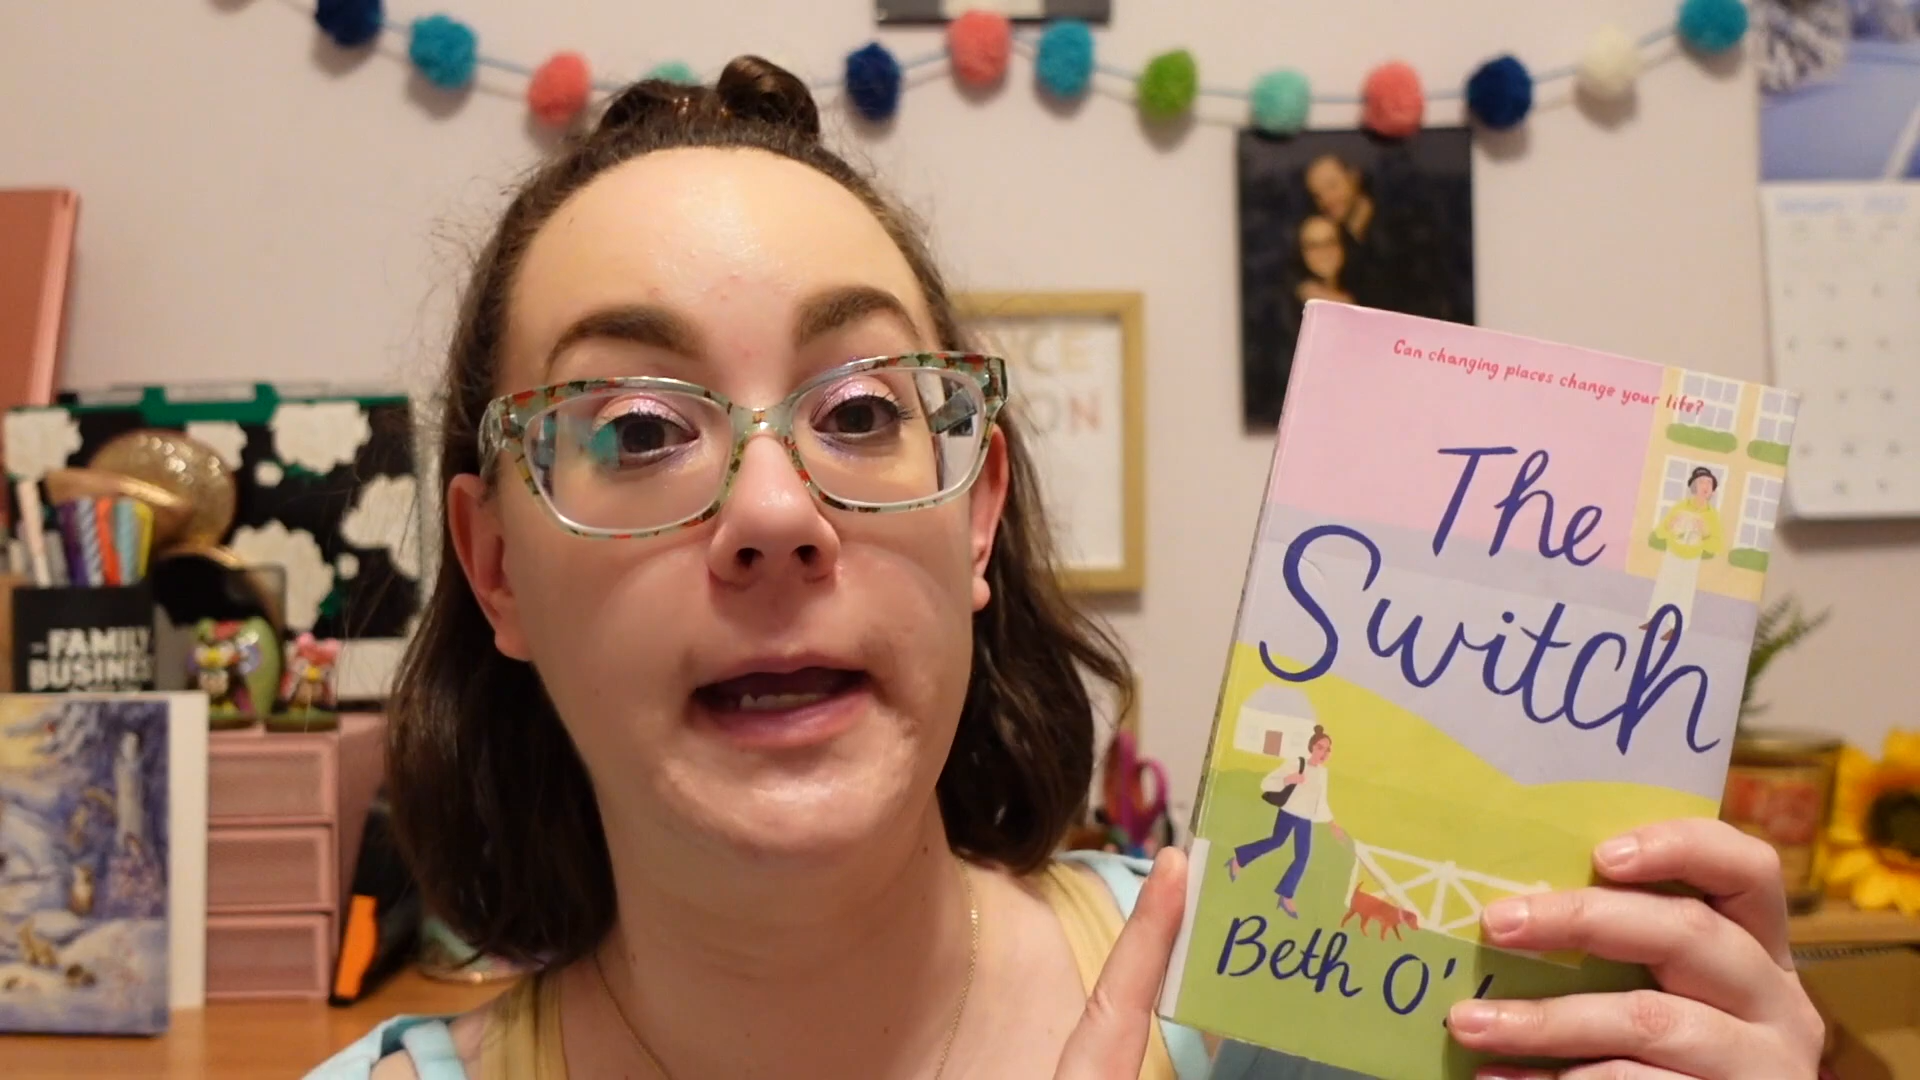 Can changing places change your life?
The
Switch
Beth O'
FAMILY
BUSINES